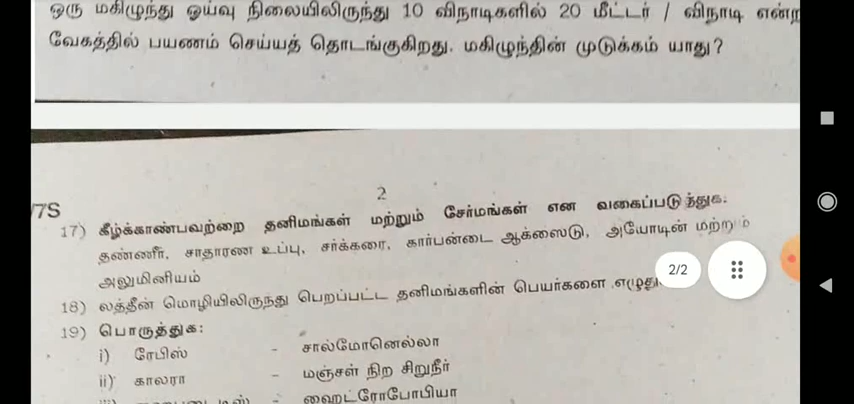 ஒரு மகிழுந்து ஓய்வு நிலையிலிருந்து 10 விநாடிகளில் 20 மீட்டர் / விநாடி என்ற
வேகத்தில் பயணம் செய்யத் தொடங்குகிறது. மகிழுந்தின் முடுக்கம் யாது?
2
/7S
17) கீழ்க்காண்பவற்றை தனிமங்கள் மற்றும் சேர்மங்கள் என வகைப்படுத்துக.
தண்ணீர், சாதாரண உப்பு, சர்க்கரை, கார்பன்டை ஆக்ஸைடு, அயோடின் மற்றும்
அலுமினியம்
2/2
18) லத்தீன் மொழியிலிருந்து பெறப்பட்ட தனிமங்களின் பெயர்களை எழுது
19) பொருத்துக:
i) ரேபிஸ் - சால்மோனெல்லா
ii) காலரா - மஞ்சள் நிற சிறுநீர்
- ஹைட்ரோபோபியா